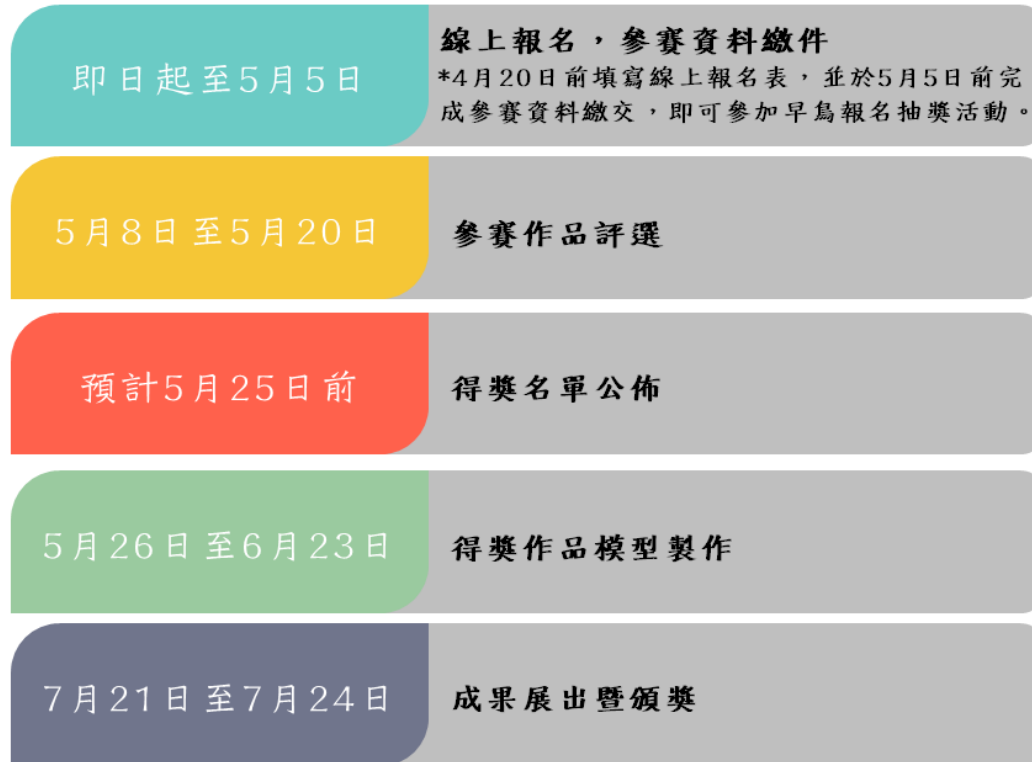 即日起至5月5日
線上報名，參賽資料繳件
*4月20日前填寫線上報名表，並於5月5日前完
成參賽資料繳交，即可參加早鳥報名抽獎活動。
5月8日至5月20日
參賽作品評選
預計5月25日前
得獎名單公佈
5月26日至6月23日
得獎作品模型製作
7月21日至7月24日
成果展出暨頒獎